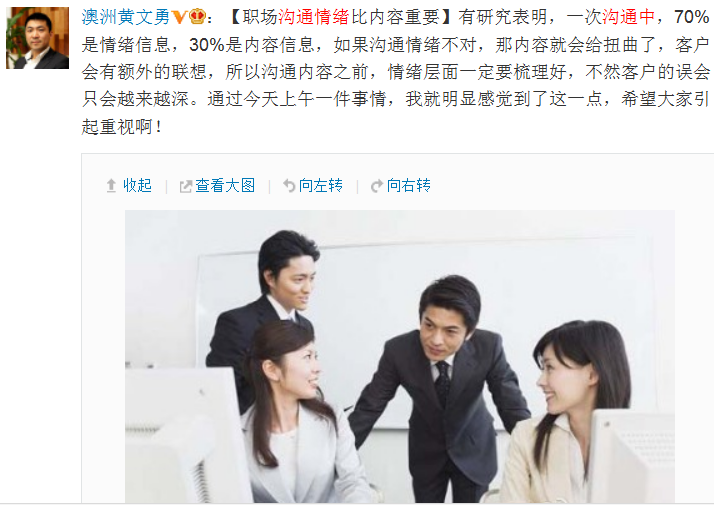 澳洲黄文勇：【职场沟通情绪比内容重要】有研究表明，一次沟通中，70%
是情绪信息，30%是内容信息，如果沟通情绪不对，那内容就会给扭曲了，客户
会有额外的联想，所以沟通内容之前，情绪层面一定要梳理好，不然客户的误会
只会越来越深。通过今天上午一件事情，我就明显感觉到了这一点，希望大家引
起重视啊！
收起 | 查看大图 | 向左转 | 向右转